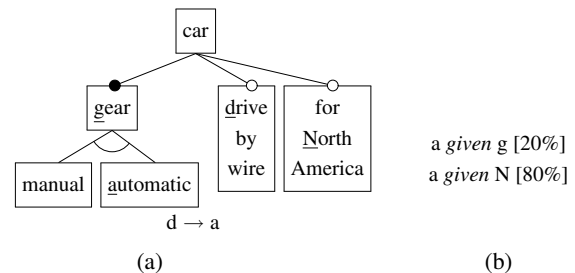 car
gear
drive
by
wire
for
North
America
manual
automatic
d → a
a given g [20%]
a given N [80%]
(a)
(b)